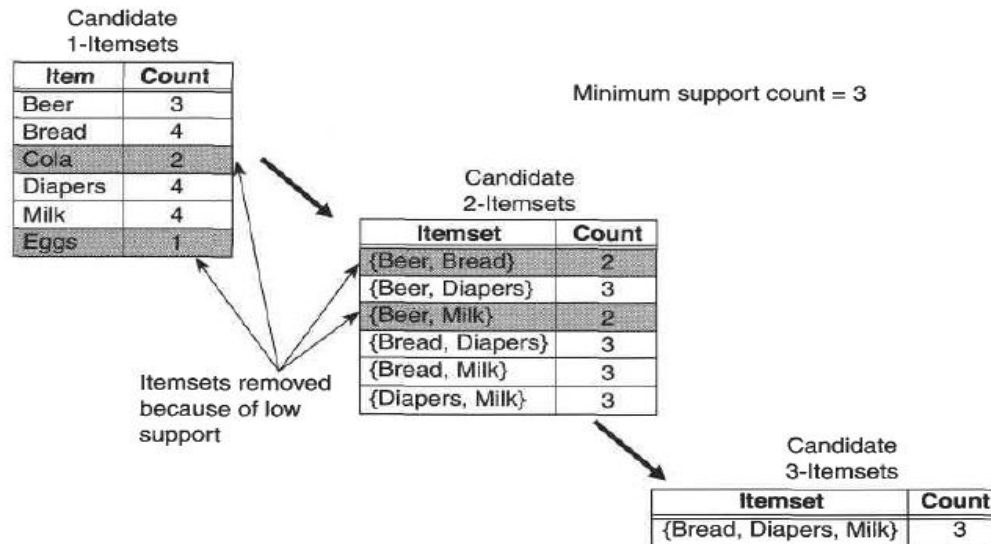 Candidate
1-Itemsets
Item Count
Beer 3
Bread 4
Cola 2
Diapers 4
Milk 4
Eggs 1
Minimum support count = 3
Candidate
2-Itemsets
Itemset Count
{Beer, Bread} 2
{Beer, Diapers} 3
{Beer, Milk} 2
{Bread, Diapers} 3
{Bread, Milk} 3
{Diapers, Milk} 3
Itemsets removed
because of low
support
Candidate
3-Itemsets
Itemset Count
{Bread, Diapers, Milk} 3